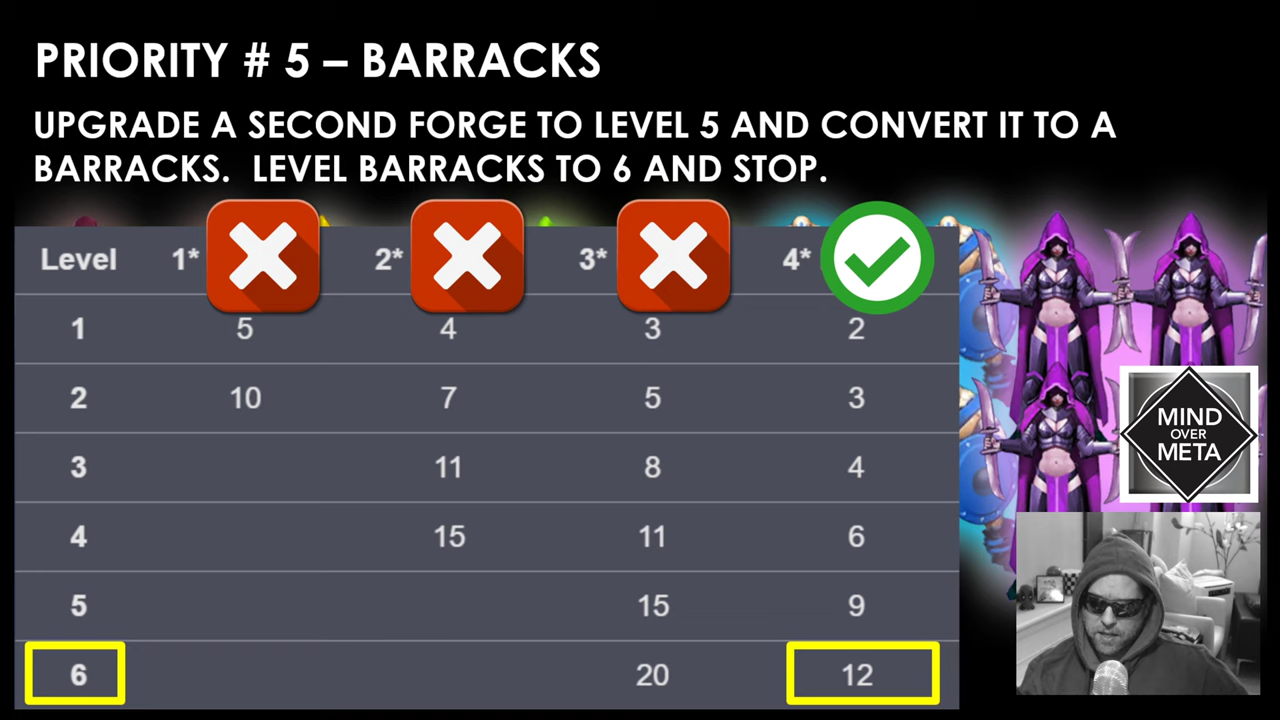 PRIORITY # 5 – BARRACKS
UPGRADE A SECOND FORGE TO LEVEL 5 AND CONVERT IT TO A
BARRACKS.  LEVEL BARRACKS TO 6 AND STOP.
Level 1* 2* 3* 4*
1 5 4 3 2
2 10 7 5 3
3 11 8 4
4 15 11 6
5 15 9
6 20 12
MIND
OVER
META